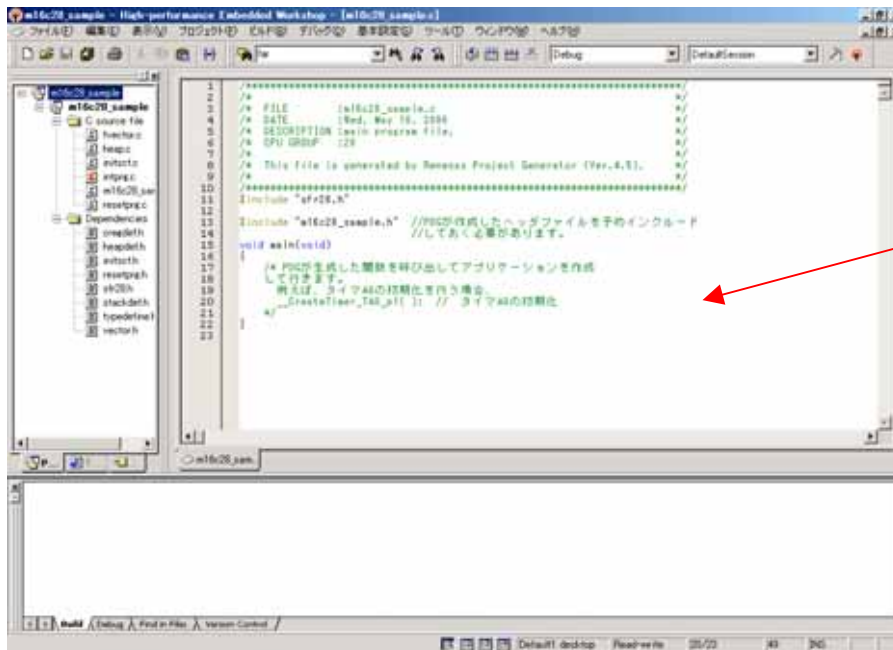 m16c28_sample - High-performance Embedded Workshop - [m16c28_sample.c]
ファイル(F) 編集(E) 表示(V) プロジェクト(P) ビルド(B) デバッグ(D) 基本設定(S) ツール(T) ウィンドウ(W) ヘルプ(H)
Debug
DefaultSession
m16c28_sample
m16c28_sample
C source file
fvector.c
heap.c
initsct.c
intprg.c
m16c28_sam
resetprg.c
Dependencies
cregdef.h
heapdef.h
initsct.h
resetprg.h
sfr28.h
stackdef.h
typedefine.h
vector.h
1 /***********************************************************************/
2 /* */
3 /* FILE :m16c28_sample.c */
4 /* DATE :Wed, May 10, 2006 */
5 /* DESCRIPTION :main program file. */
6 /* CPU GROUP :28 */
7 /* */
8 /* This file is generated by Renesas Project Generator (Ver.4.5). */
9 /* */
10 /***********************************************************************/
11 #include "sfr28.h"
12
13 #include "m16c28_sample.h" //PDGが作成したヘッダファイルを予めインクルード
14 //しておく必要があります。
15 void main(void)
16 {
17 /* PDGが生成した関数を呼び出してアプリケーションを作成
18 して行きます。
19 例えば、タイマA0の初期化を行う場合、
20 __CreateTimer_TA0_p1( ); // タイマA0の初期化
21 */
22 }
23
m16c28_sam..
Build
Debug
Find in Files
Version Control
Default1 desktop
Read-write
20/23
49
INS